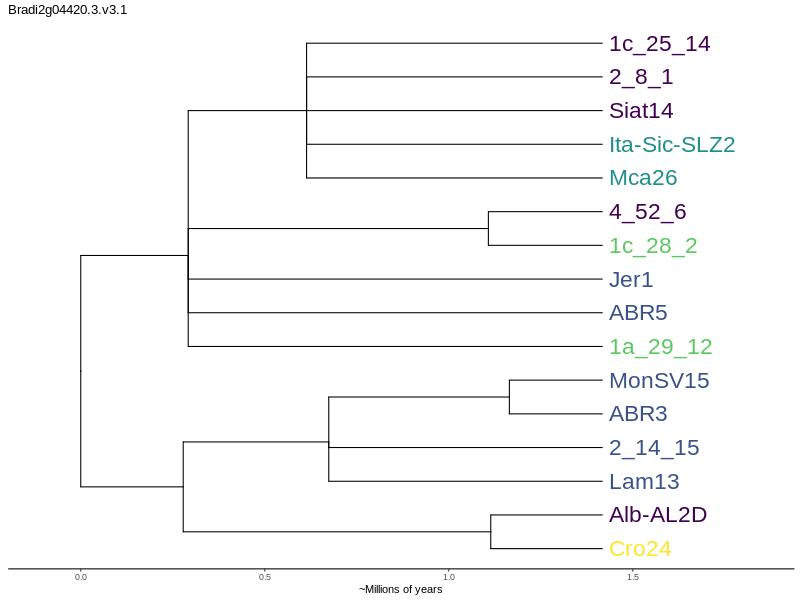 Bradi2g04420.3.v3.1
1c_25_14
2_8_1
Siat14
Ita-Sic-SLZ2
Mca26
4_52_6
1c_28_2
Jer1
ABR5
1a_29_12
MonSV15
ABR3
2_14_15
Lam13
Alb-AL2D
Cro24
0.0 0.5 1.0 1.5
~Millions of years